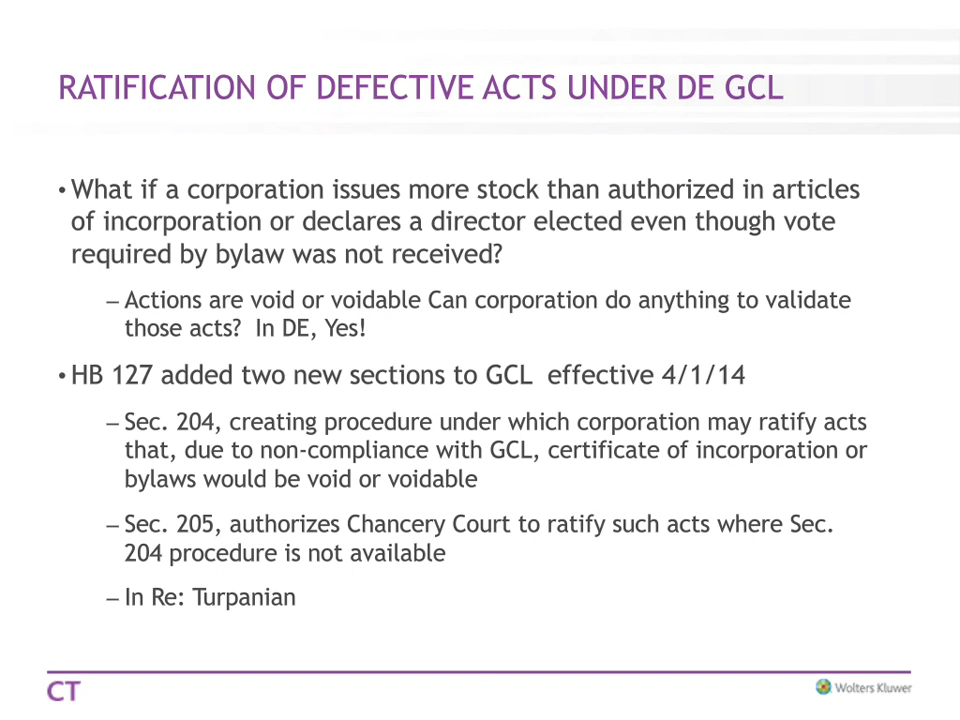 RATIFICATION OF DEFECTIVE ACTS UNDER DE GCL
• What if a corporation issues more stock than authorized in articles
of incorporation or declares a director elected even though vote
required by bylaw was not received?
– Actions are void or voidable Can corporation do anything to validate
those acts?  In DE, Yes!
• HB 127 added two new sections to GCL  effective 4/1/14
– Sec. 204, creating procedure under which corporation may ratify acts
that, due to non-compliance with GCL, certificate of incorporation or
bylaws would be void or voidable
– Sec. 205, authorizes Chancery Court to ratify such acts where Sec.
204 procedure is not available
– In Re: Turpanian
CT
Wolters Kluwer